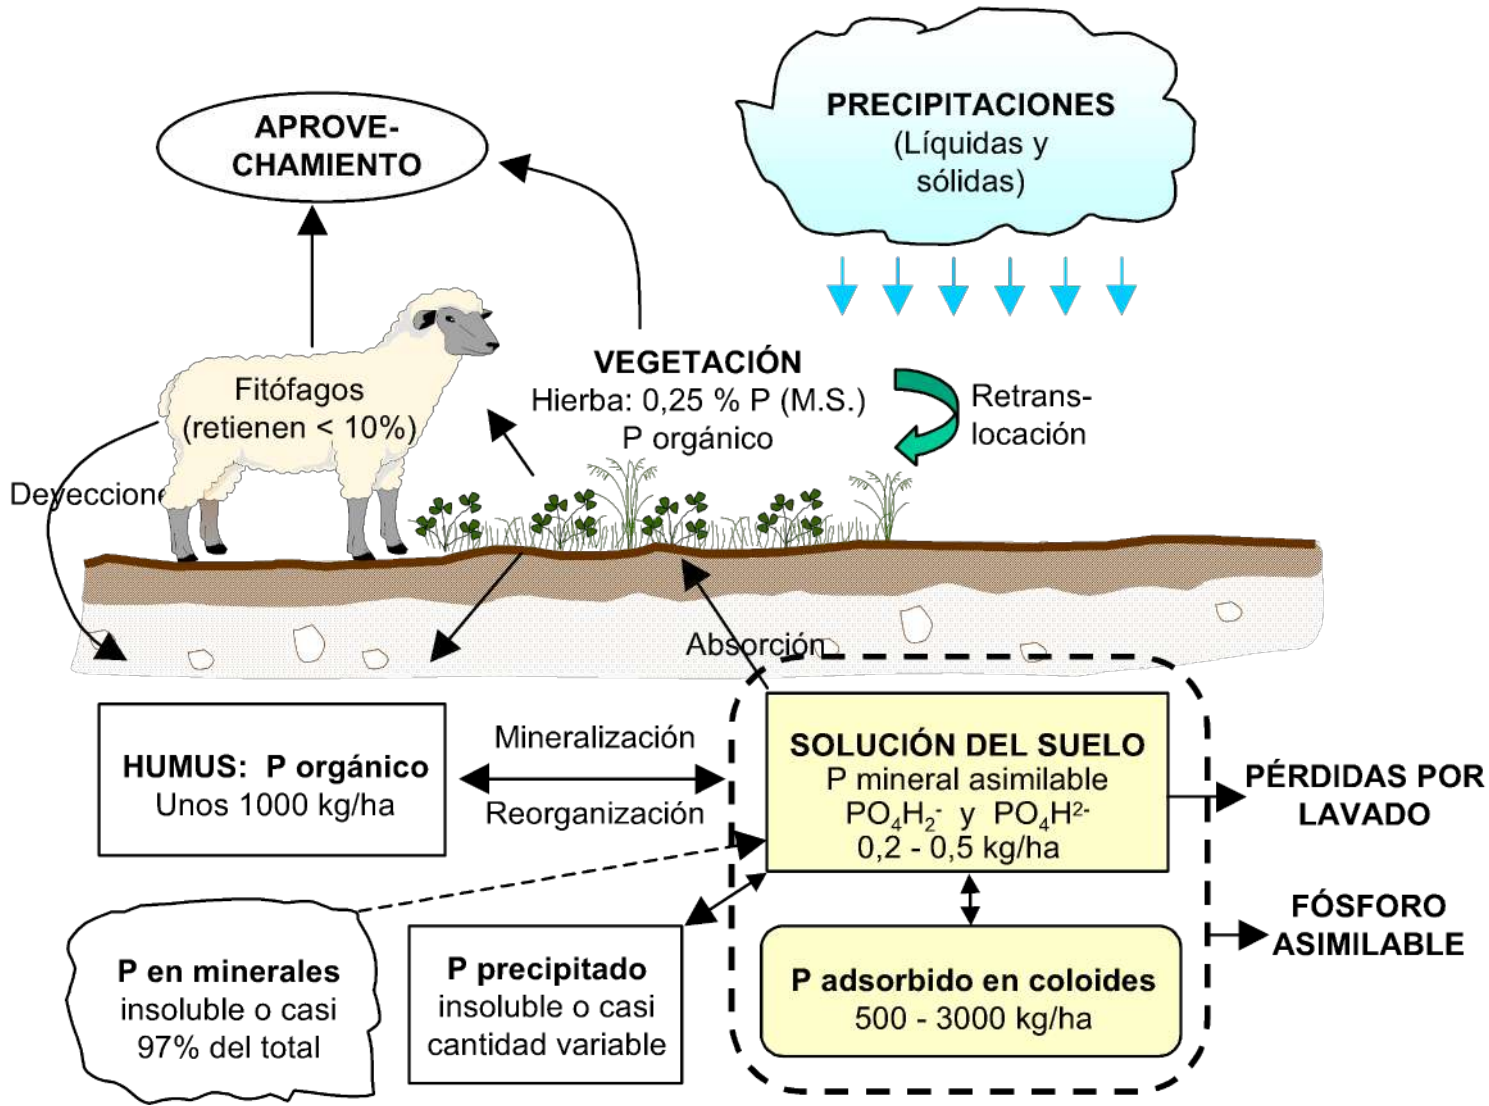 APROVE-
CHAMIENTO
PRECIPITACIONES
(Líquidas y
sólidas)
Fitófagos
(retienen < 10%)
VEGETACIÓN
Hierba: 0,25 % P (M.S.)
P orgánico
Retrans-
locación
Deyeccione
Absorción
HUMUS: P orgánico
Unos 1000 kg/ha
Mineralización
Reorganización
SOLUCIÓN DEL SUELO
P mineral asimilable
PO₄H₂⁻ y PO₄H²⁻
0,2 - 0,5 kg/ha
PÉRDIDAS POR
LAVADO
FÓSFORO
ASIMILABLE
P en minerales
insoluble o casi
97% del total
P precipitado
insoluble o casi
cantidad variable
P adsorbido en coloides
500 - 3000 kg/ha